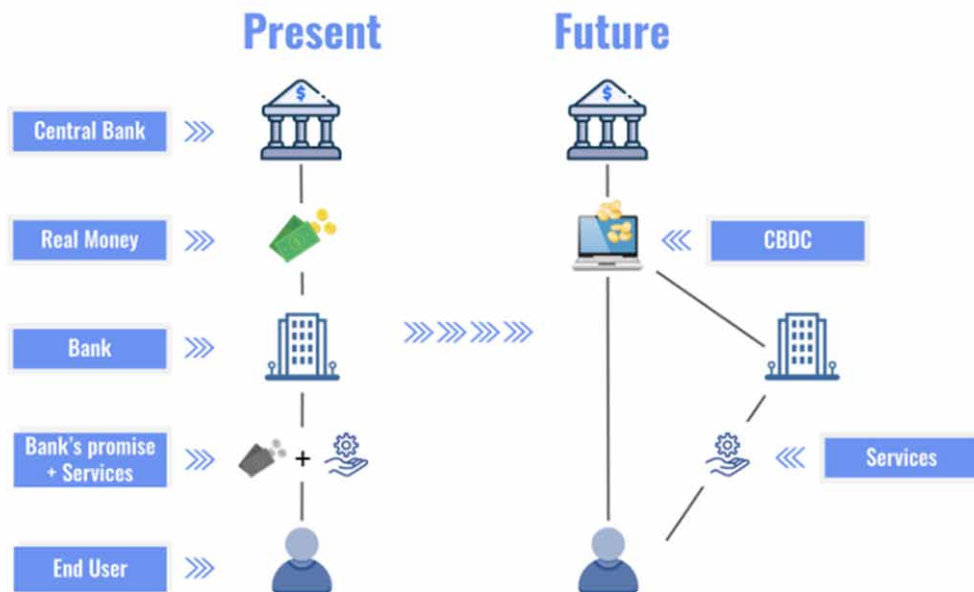 Present
Future
Central Bank
$
$
Real Money
CBDC
Bank
Bank's promise
+ Services
+
Services
End User